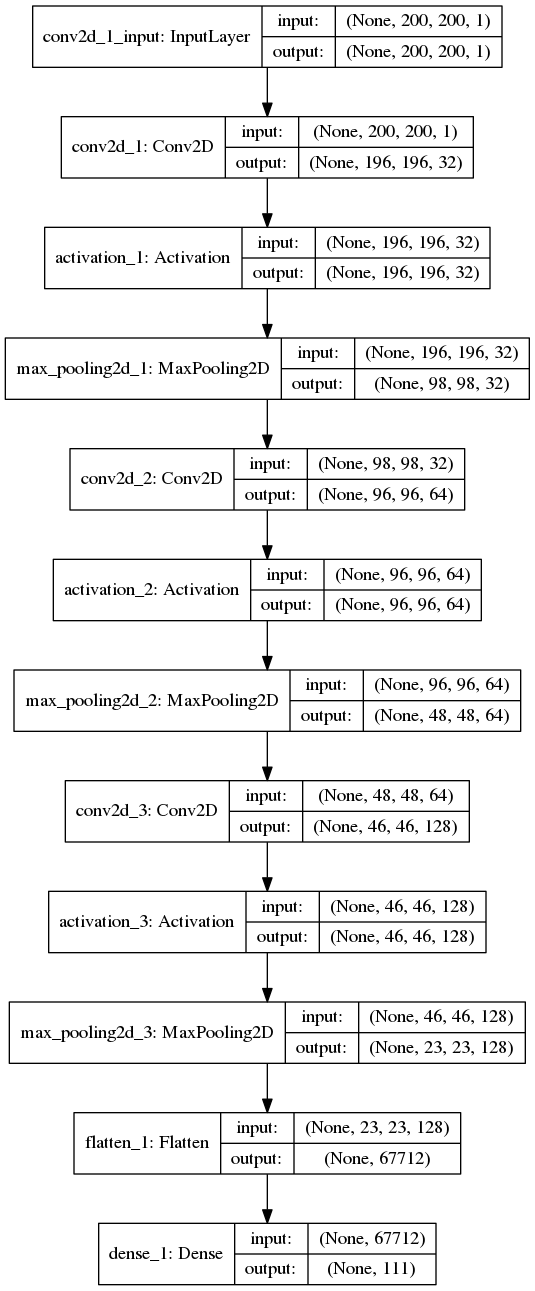 conv2d_1_input: InputLayer
input: (None, 200, 200, 1)
output: (None, 200, 200, 1)
conv2d_1: Conv2D
input: (None, 200, 200, 1)
output: (None, 196, 196, 32)
activation_1: Activation
input: (None, 196, 196, 32)
output: (None, 196, 196, 32)
max_pooling2d_1: MaxPooling2D
input: (None, 196, 196, 32)
output: (None, 98, 98, 32)
conv2d_2: Conv2D
input: (None, 98, 98, 32)
output: (None, 96, 96, 64)
activation_2: Activation
input: (None, 96, 96, 64)
output: (None, 96, 96, 64)
max_pooling2d_2: MaxPooling2D
input: (None, 96, 96, 64)
output: (None, 48, 48, 64)
conv2d_3: Conv2D
input: (None, 48, 48, 64)
output: (None, 46, 46, 128)
activation_3: Activation
input: (None, 46, 46, 128)
output: (None, 46, 46, 128)
max_pooling2d_3: MaxPooling2D
input: (None, 46, 46, 128)
output: (None, 23, 23, 128)
flatten_1: Flatten
input: (None, 23, 23, 128)
output: (None, 67712)
dense_1: Dense
input: (None, 67712)
output: (None, 111)